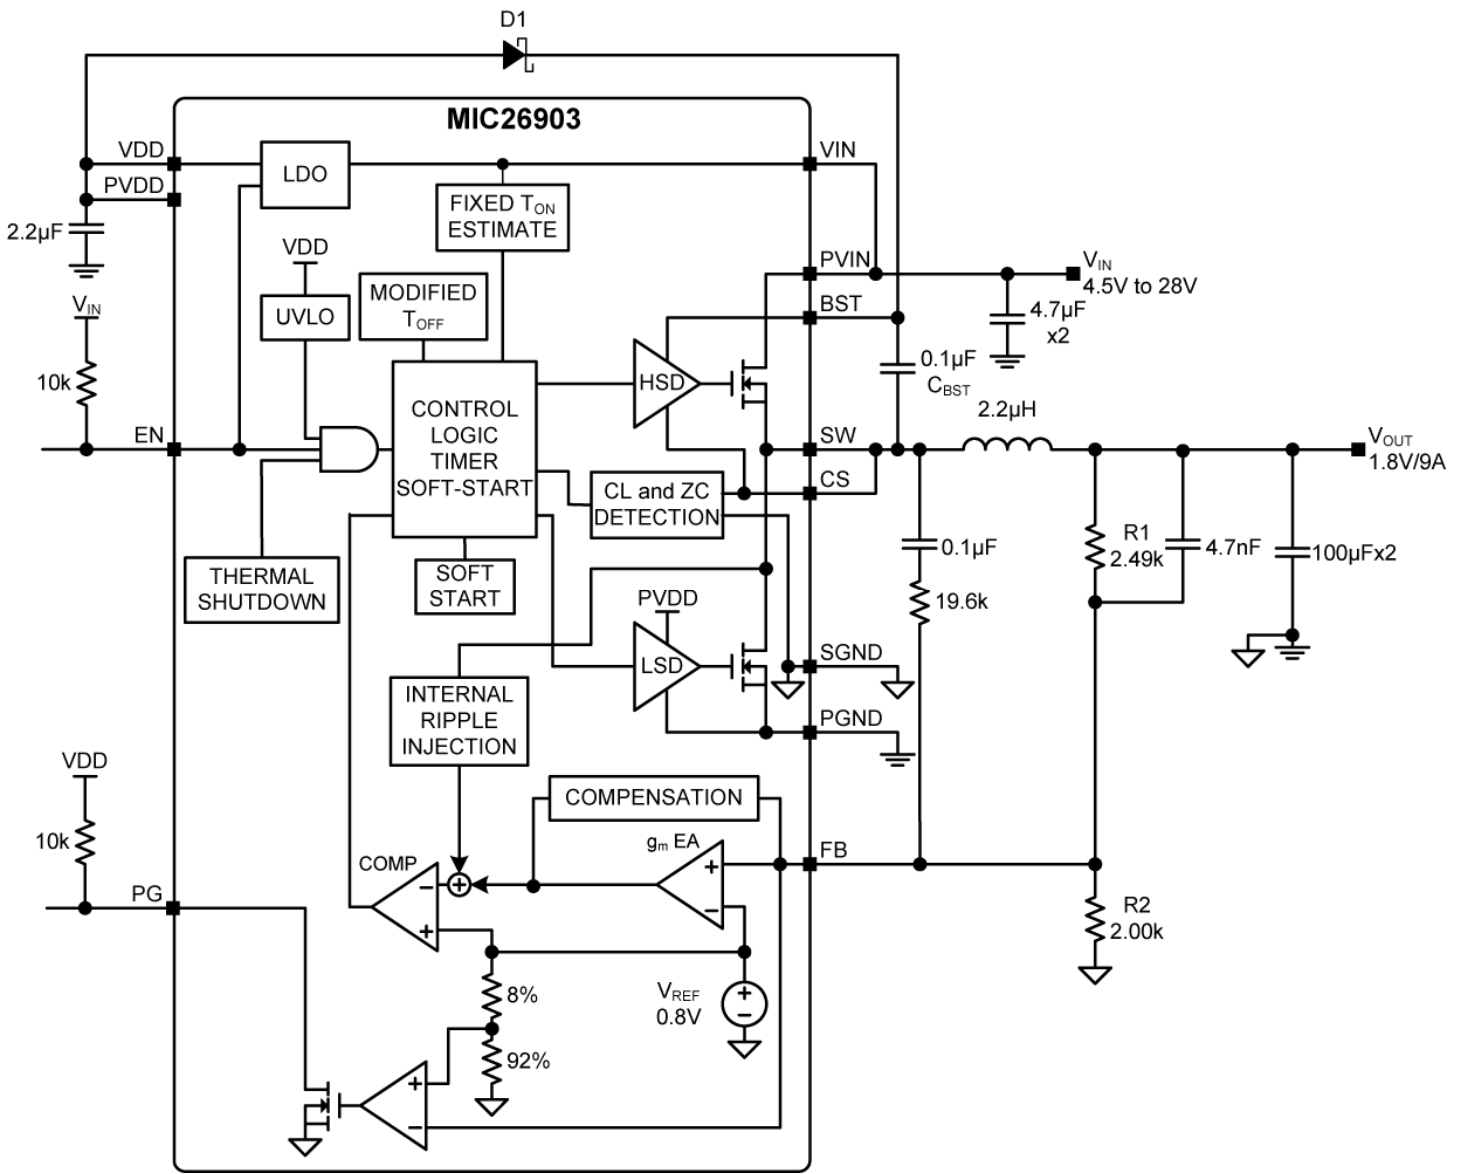 D1
MIC26903
VDD
LDO
VIN
PVDD
FIXED TON
ESTIMATE
2.2µF
VDD
PVIN
VIN
4.5V to 28V
VIN
UVLO
MODIFIED
TOFF
BST
4.7µF
x2
10k
HSD
0.1µF
CBST
CONTROL
LOGIC
TIMER
SOFT-START
2.2µH
EN
SW
VOUT
1.8V/9A
CS
CL and ZC
DETECTION
0.1µF
R1
2.49k
4.7nF
100µFx2
THERMAL
SHUTDOWN
SOFT
START
PVDD
19.6k
LSD
SGND
INTERNAL
RIPPLE
INJECTION
PGND
VDD
COMPENSATION
10k
gm EA
FB
COMP
+
−
+
−
+
PG
R2
2.00k
8%
VREF
0.8V
+
−
92%
+
−